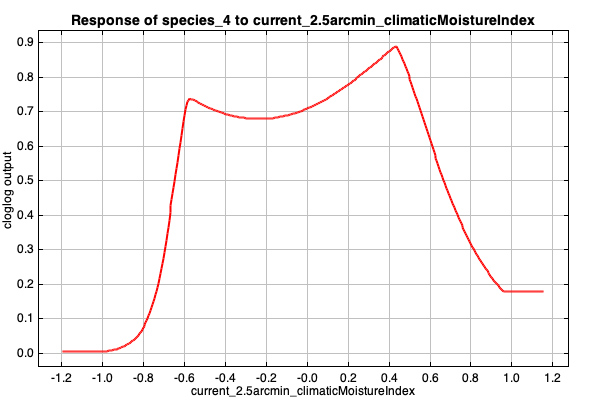 Response of species_4 to current_2.5arcmin_climaticMoistureIndex
0.9
0.8
0.7
0.6
0.5
0.4
0.3
0.2
0.1
0.0
cloglog output
-1.2 -1.0 -0.8 -0.6 -0.4 -0.2 -0.0 0.2 0.4 0.6 0.8 1.0 1.2
current_2.5arcmin_climaticMoistureIndex